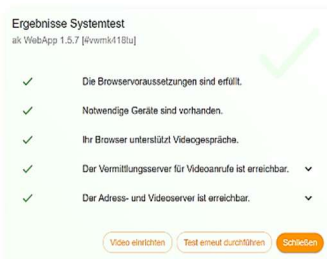 Ergebnisse Systemtest
ak WebApp 1.5.7 [#vwmk418tu]
Die Browservoraussetzungen sind erfüllt.
Notwendige Geräte sind vorhanden.
Ihr Browser unterstützt Videogespräche.
Der Vermittlungsserver für Videoanrufe ist erreichbar.
Der Adress- und Videoserver ist erreichbar.
Video einrichten Test erneut durchführen Schließen